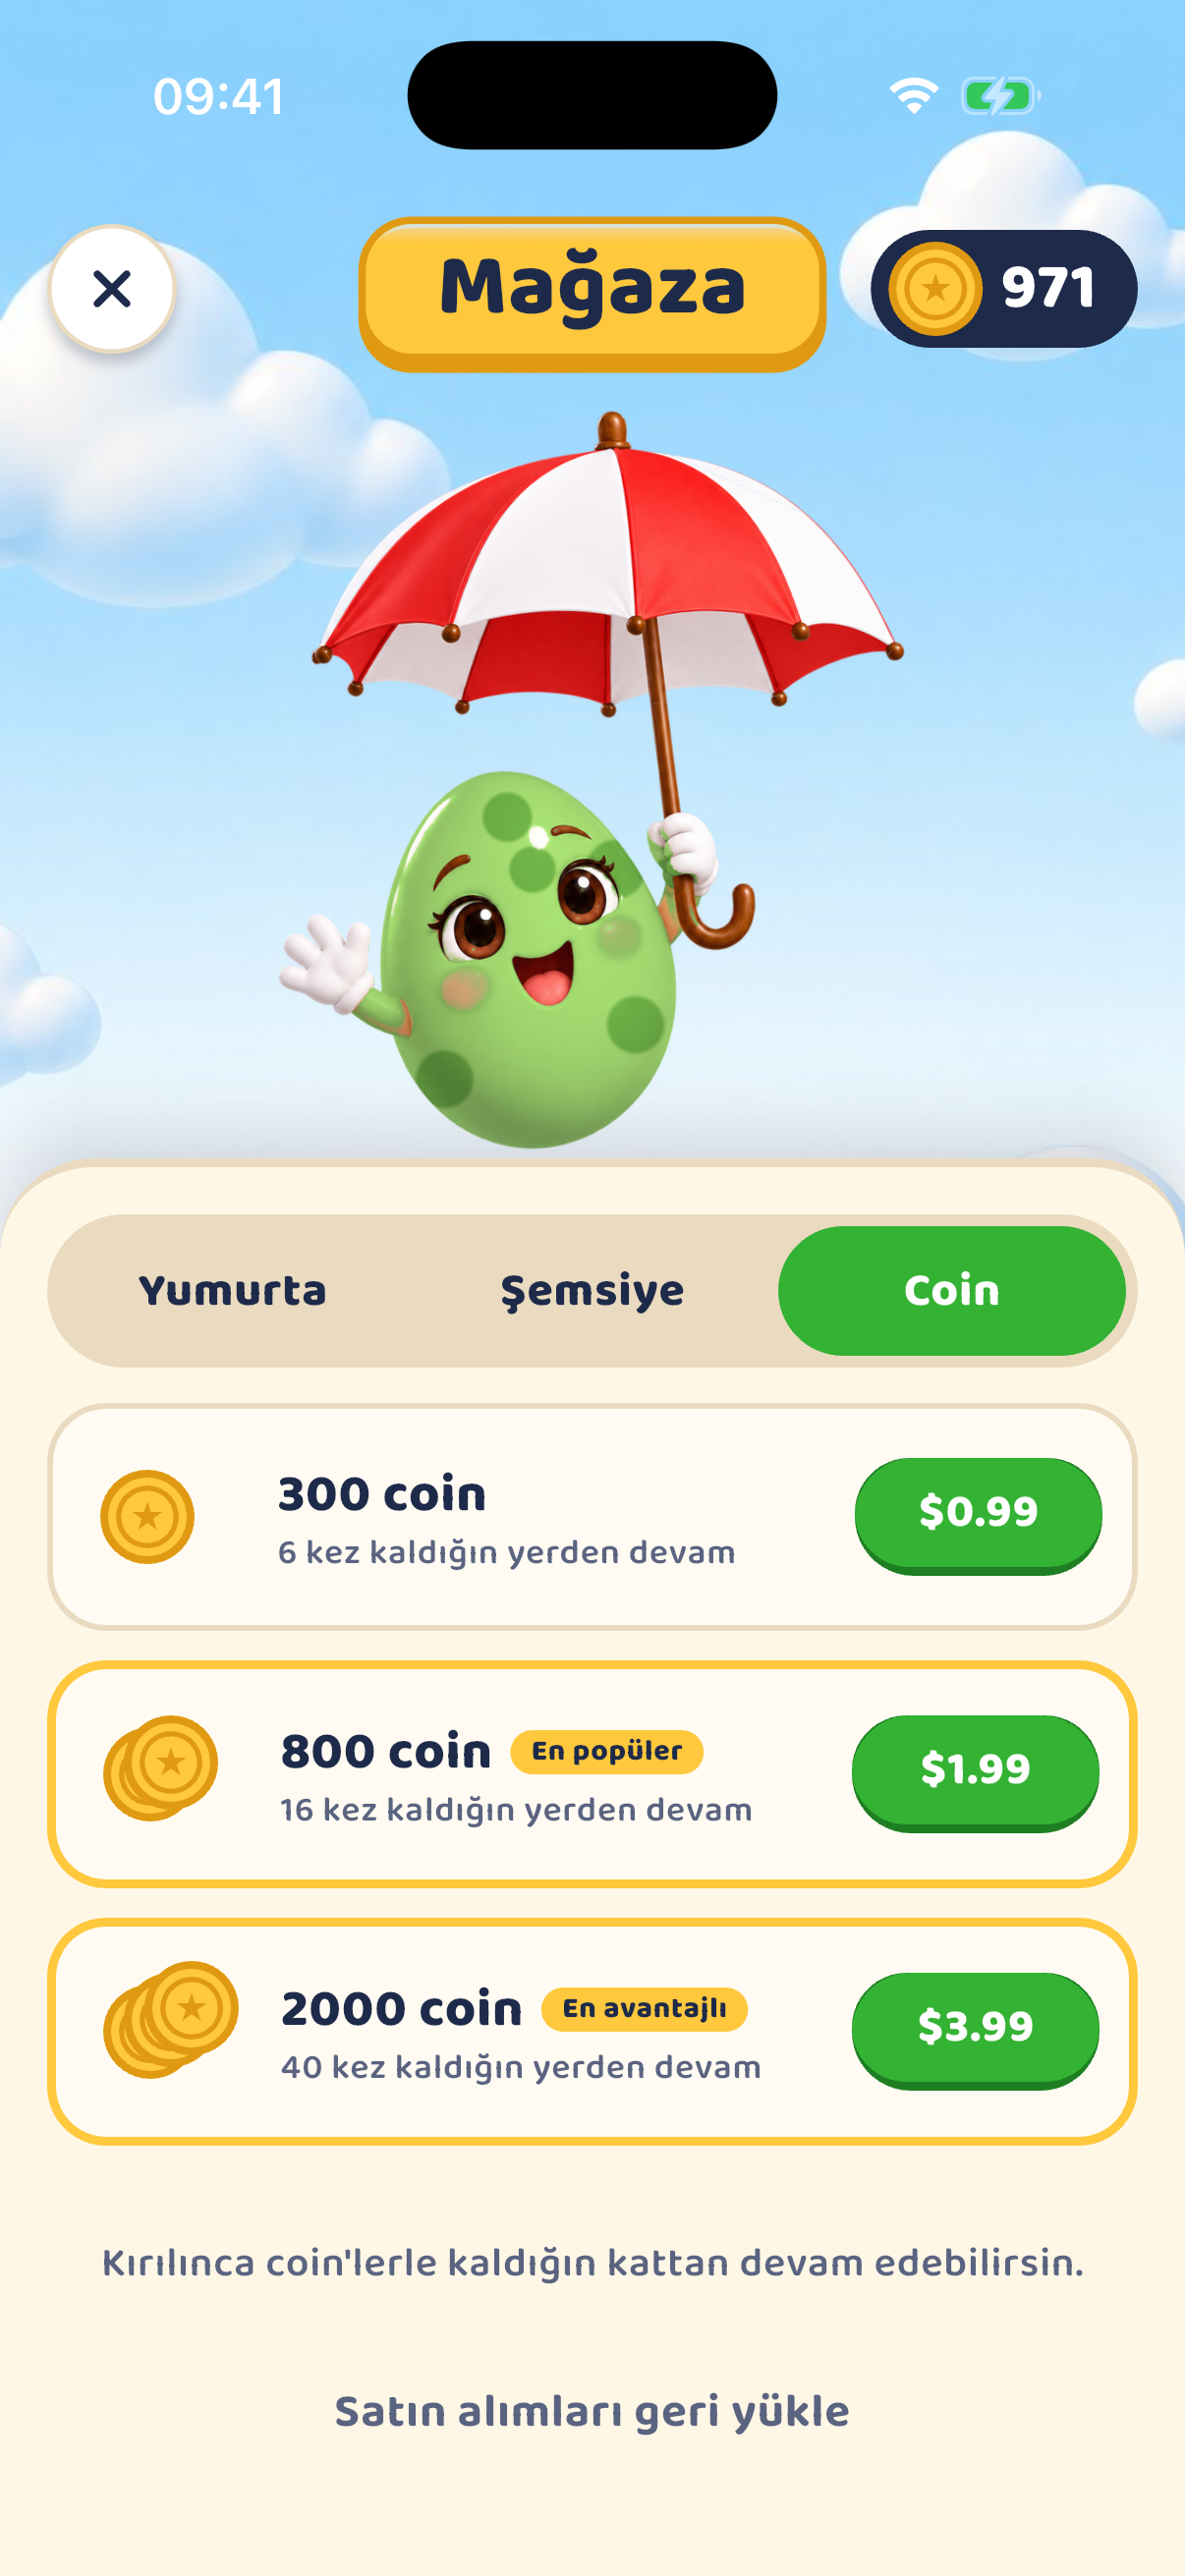 09:41
Mağaza
971
Yumurta
Şemsiye
Coin
300 coin
6 kez kaldığın yerden devam
$0.99
800 coin
En popüler
16 kez kaldığın yerden devam
$1.99
2000 coin
En avantajlı
40 kez kaldığın yerden devam
$3.99
Kırılınca coin'lerle kaldığın kattan devam edebilirsin.
Satın alımları geri yükle